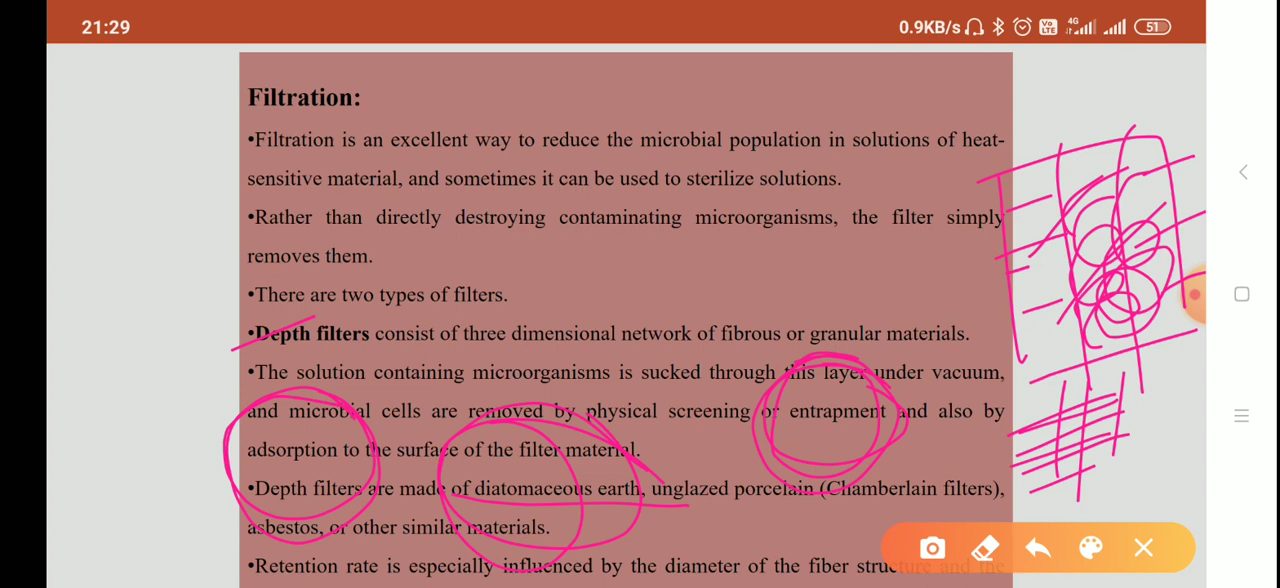 21:29
0.9KB/s Vo LTE 4G 51
Filtration:
•Filtration is an excellent way to reduce the microbial population in solutions of heat-
sensitive material, and sometimes it can be used to sterilize solutions.
•Rather than directly destroying contaminating microorganisms, the filter simply
removes them.
•There are two types of filters.
•Depth filters consist of three dimensional network of fibrous or granular materials.
•The solution containing microorganisms is sucked through this layer under vacuum,
and microbial cells are removed by physical screening or entrapment and also by
adsorption to the surface of the filter material.
•Depth filters are made of diatomaceous earth, unglazed porcelain (Chamberlain filters),
asbestos, or other similar materials.
•Retention rate is especially influenced by the diameter of the fiber structure and the